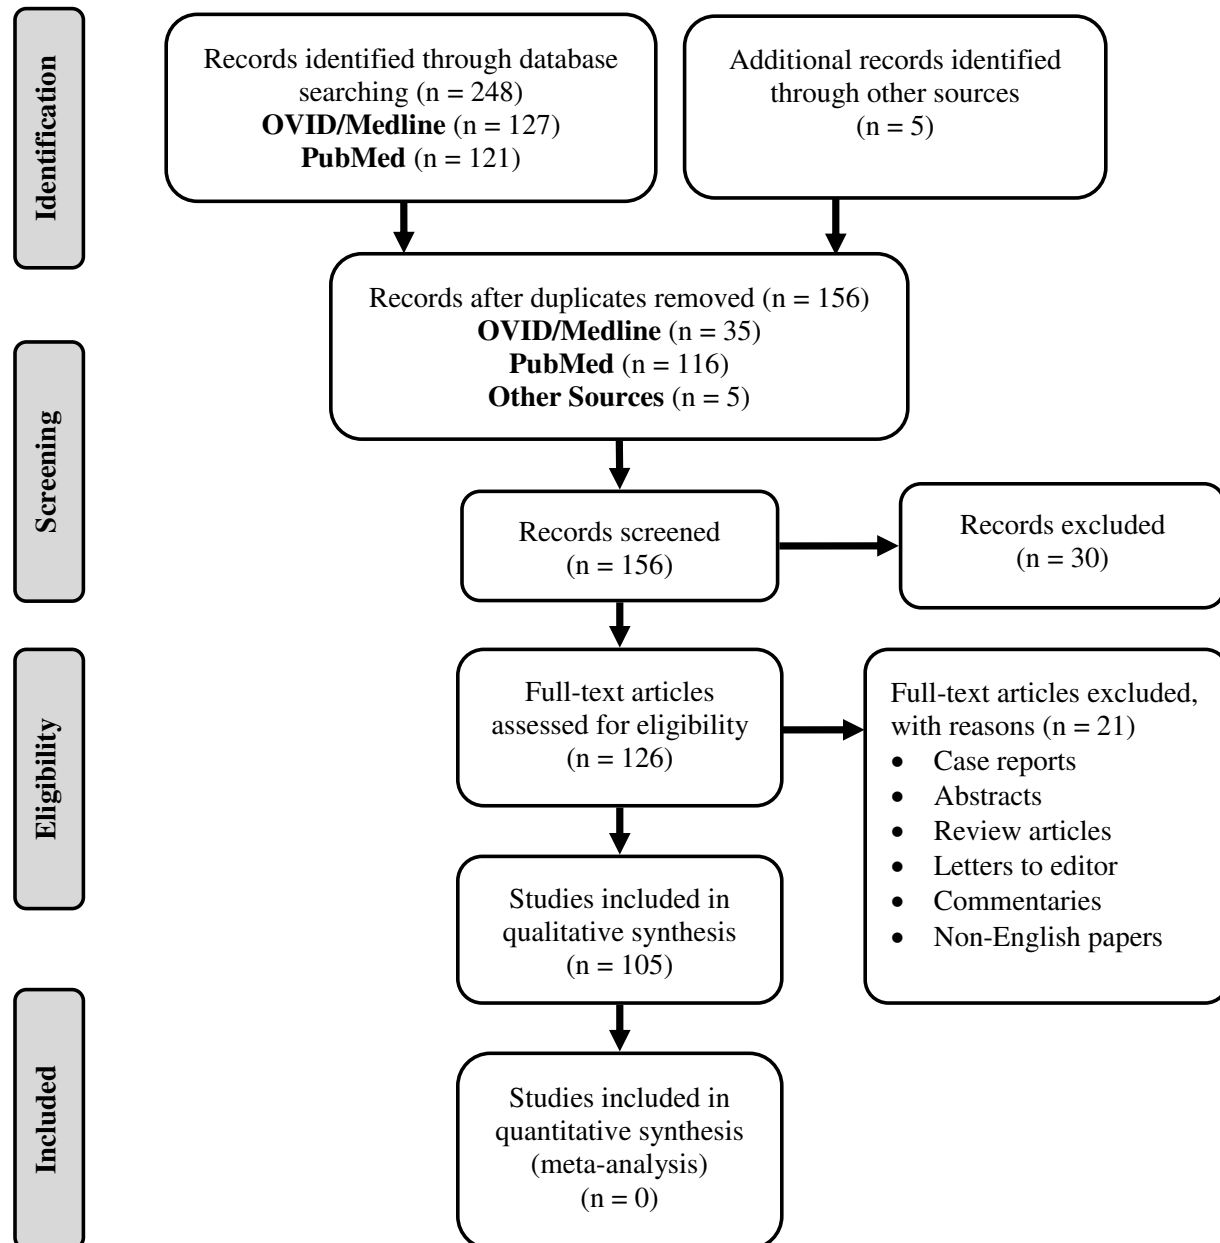 Identification
Records identified through database
searching (n = 248)
OVID/Medline (n = 127)
PubMed (n = 121)
Additional records identified
through other sources
(n = 5)
Records after duplicates removed (n = 156)
OVID/Medline (n = 35)
PubMed (n = 116)
Other Sources (n = 5)
Screening
Records screened
(n = 156)
Records excluded
(n = 30)
Eligibility
Full-text articles
assessed for eligibility
(n = 126)
Full-text articles excluded,
with reasons (n = 21)
• Case reports
• Abstracts
• Review articles
• Letters to editor
• Commentaries
• Non-English papers
Studies included in
qualitative synthesis
(n = 105)
Included
Studies included in
quantitative synthesis
(meta-analysis)
(n = 0)